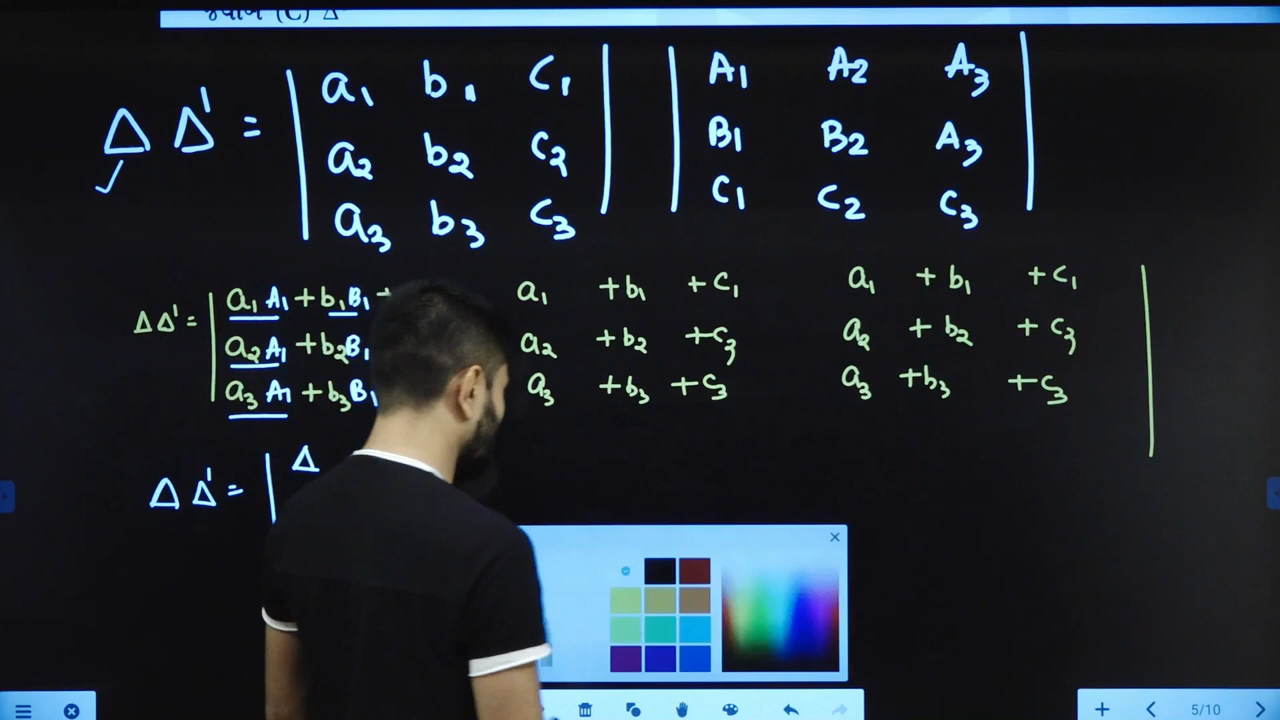 (C) Δ
a₁ b₁ c₁ A₁ A₂ A₃
Δ Δ' = a₂ b₂ c₂ B₁ B₂ A₃
a₃ b₃ c₃ C₁ C₂ C₃
a₁A₁ + b₁B₁ + a₁ + b₁ + c₁ a₁ + b₁ + c₁
ΔΔ' = a₂A₁ + b₂B₁ a₂ + b₂ + c₂ a₂ + b₂ + c₂
a₃A₁ + b₃B₁ a₃ + b₃ + c₃ a₃ + b₃ + c₃
Δ Δ' = | Δ
5/10